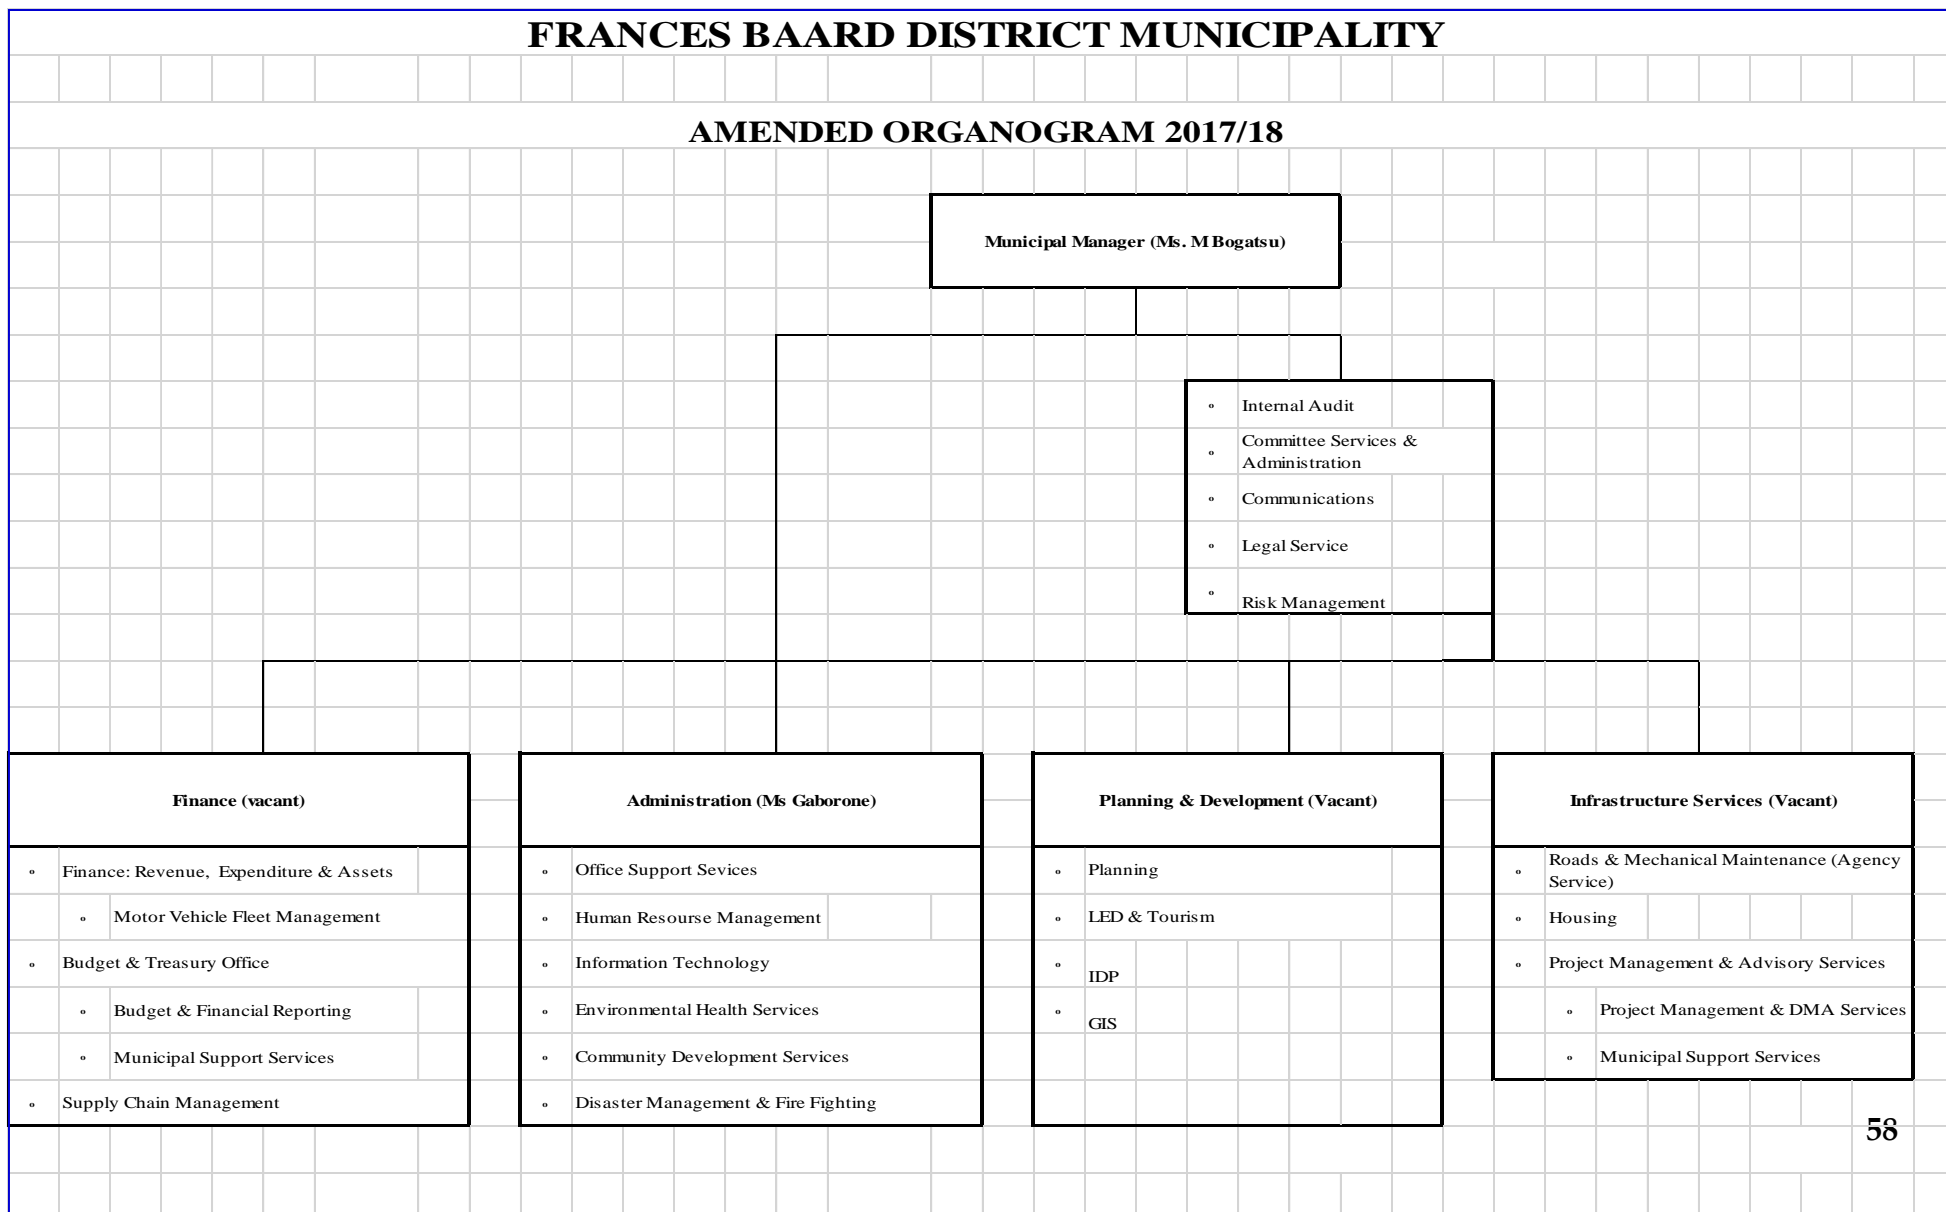 FRANCES BAARD DISTRICT MUNICIPALITY
AMENDED ORGANOGRAM 2017/18
Municipal Manager (Ms. M Bogatsu)
Internal Audit
Committee Services &
Administration
Communications
Legal Service
Risk Management
Finance (vacant)
Finance: Revenue, Expenditure & Assets
Motor Vehicle Fleet Management
Budget & Treasury Office
Budget & Financial Reporting
Municipal Support Services
Supply Chain Management
Administration (Ms Gaborone)
Office Support Sevices
Human Resourse Management
Information Technology
Environmental Health Services
Community Development Services
Disaster Management & Fire Fighting
Planning & Development (Vacant)
Planning
LED & Tourism
IDP
GIS
Infrastructure Services (Vacant)
Roads & Mechanical Maintenance (Agency
Service)
Housing
Project Management & Advisory Services
Project Management & DMA Services
Municipal Support Services
58